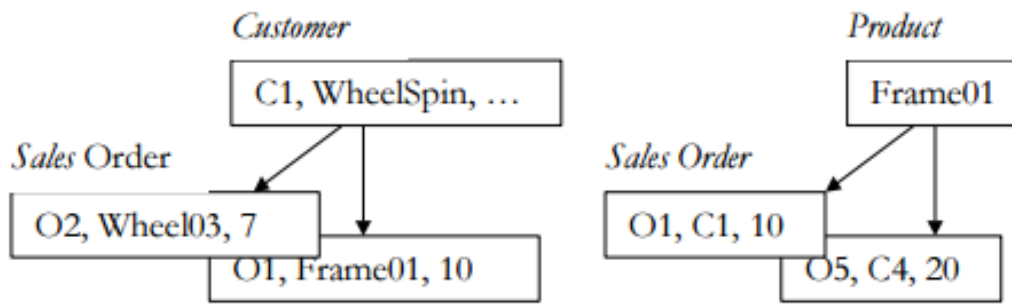 Customer
C1, WheelSpin, …
Sales Order
O2, Wheel03, 7
O1, Frame01, 10
Product
Frame01
Sales Order
O1, C1, 10
O5, C4, 20